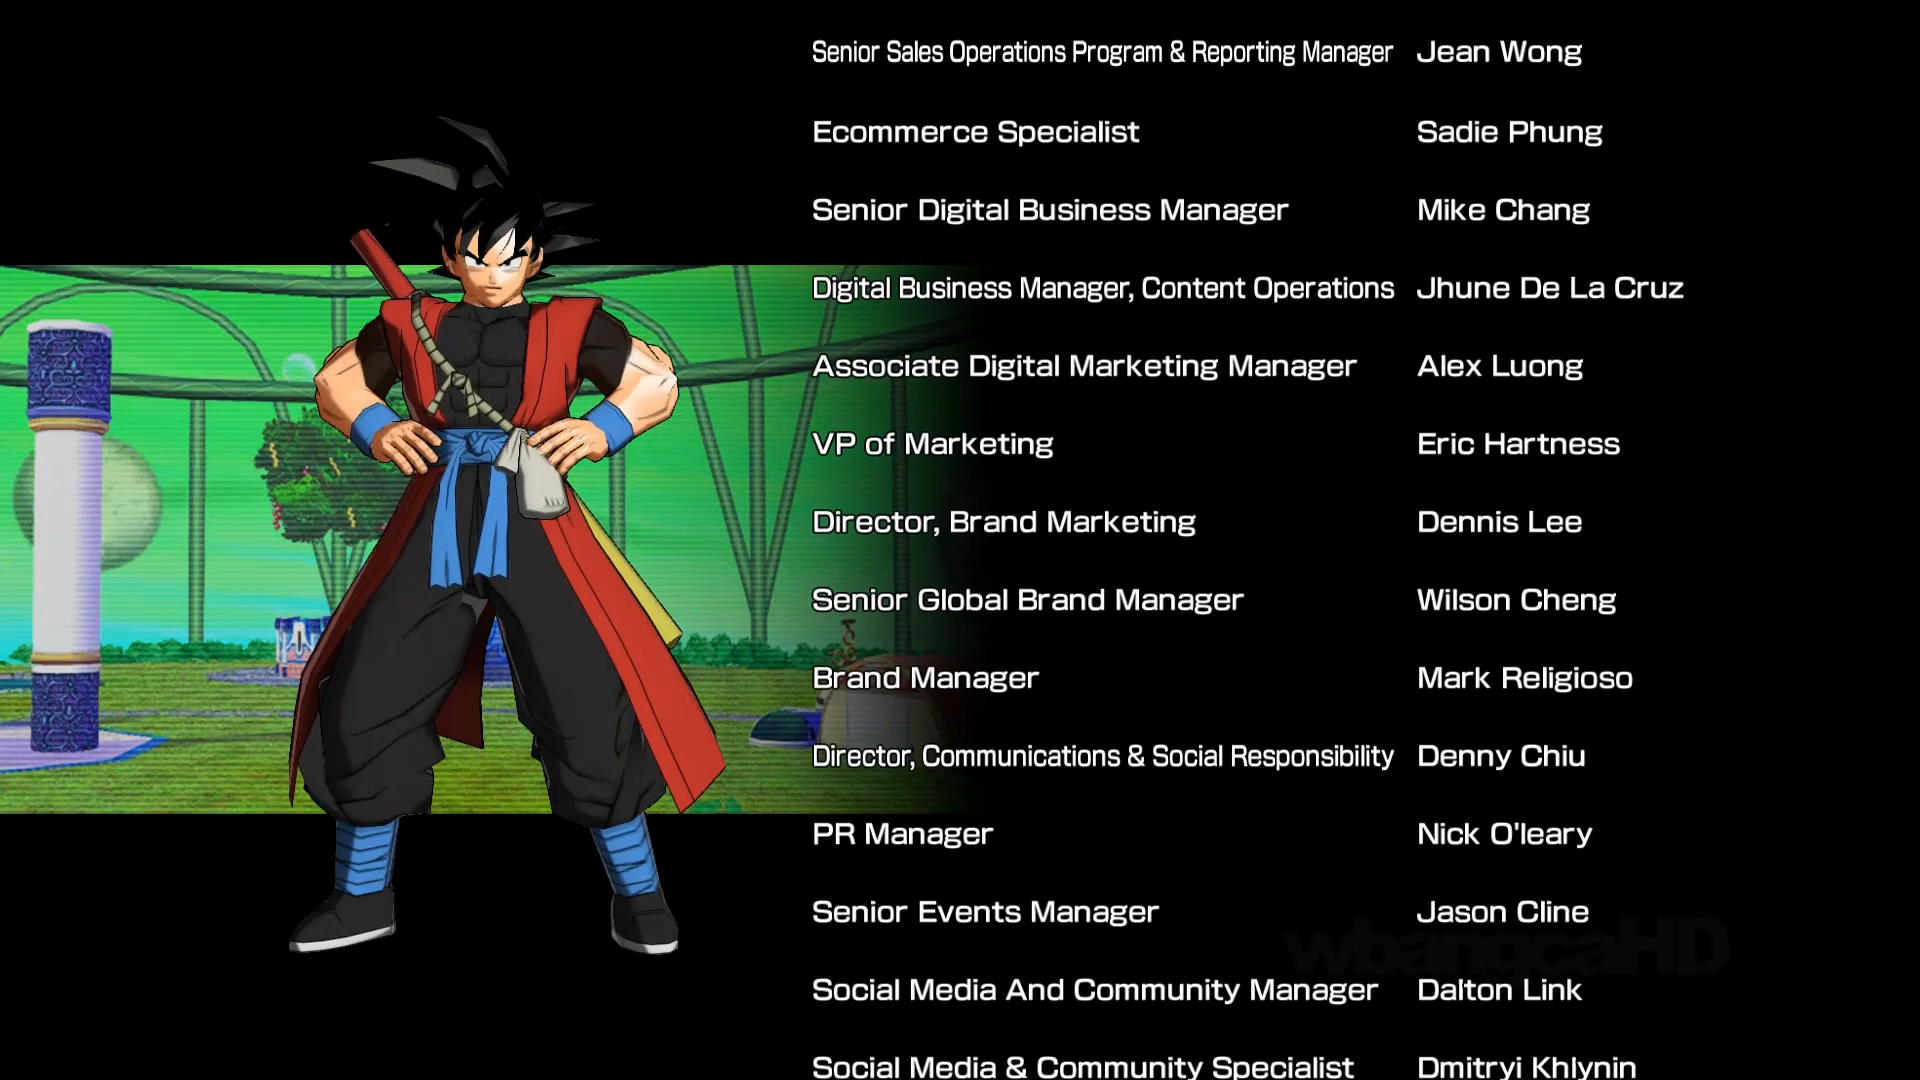 Senior Sales Operations Program & Reporting Manager Jean Wong
Ecommerce Specialist Sadie Phung
Senior Digital Business Manager Mike Chang
Digital Business Manager, Content Operations Jhune De La Cruz
Associate Digital Marketing Manager Alex Luong
VP of Marketing Eric Hartness
Director, Brand Marketing Dennis Lee
Senior Global Brand Manager Wilson Cheng
Brand Manager Mark Religioso
Director, Communications & Social Responsibility Denny Chiu
PR Manager Nick O'leary
Senior Events Manager Jason Cline
wbangcaHD
Social Media And Community Manager Dalton Link
Social Media & Community Specialist Dmitryi Khlynin